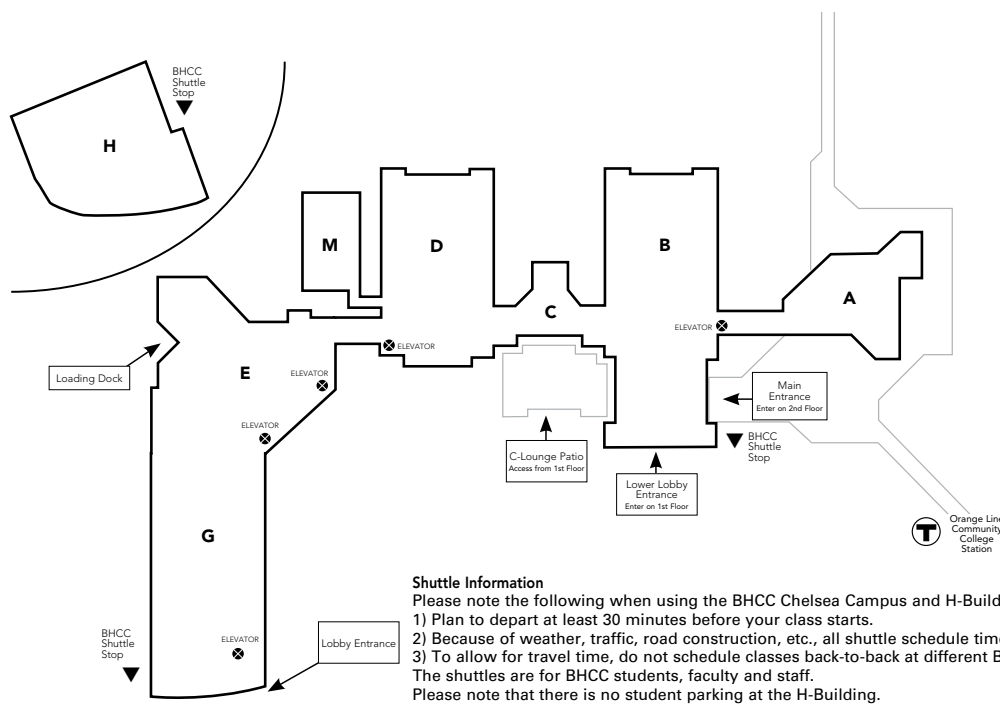 BHCC
Shuttle
Stop
H
M
D
B
C
A
ELEVATOR
ELEVATOR
Loading Dock
E
ELEVATOR
Main
Entrance
Enter on 2nd Floor
ELEVATOR
BHCC
Shuttle
Stop
C-Lounge Patio
Access from 1st Floor
Lower Lobby
Entrance
Enter on 1st Floor
G
T
Orange Line
Community
College
Station
Shuttle Information
Please note the following when using the BHCC Chelsea Campus and H-Build
1) Plan to depart at least 30 minutes before your class starts.
2) Because of weather, traffic, road construction, etc., all shuttle schedule tim
3) To allow for travel time, do not schedule classes back-to-back at different B
The shuttles are for BHCC students, faculty and staff.
Please note that there is no student parking at the H-Building.
BHCC
Shuttle
Stop
ELEVATOR
Lobby Entrance